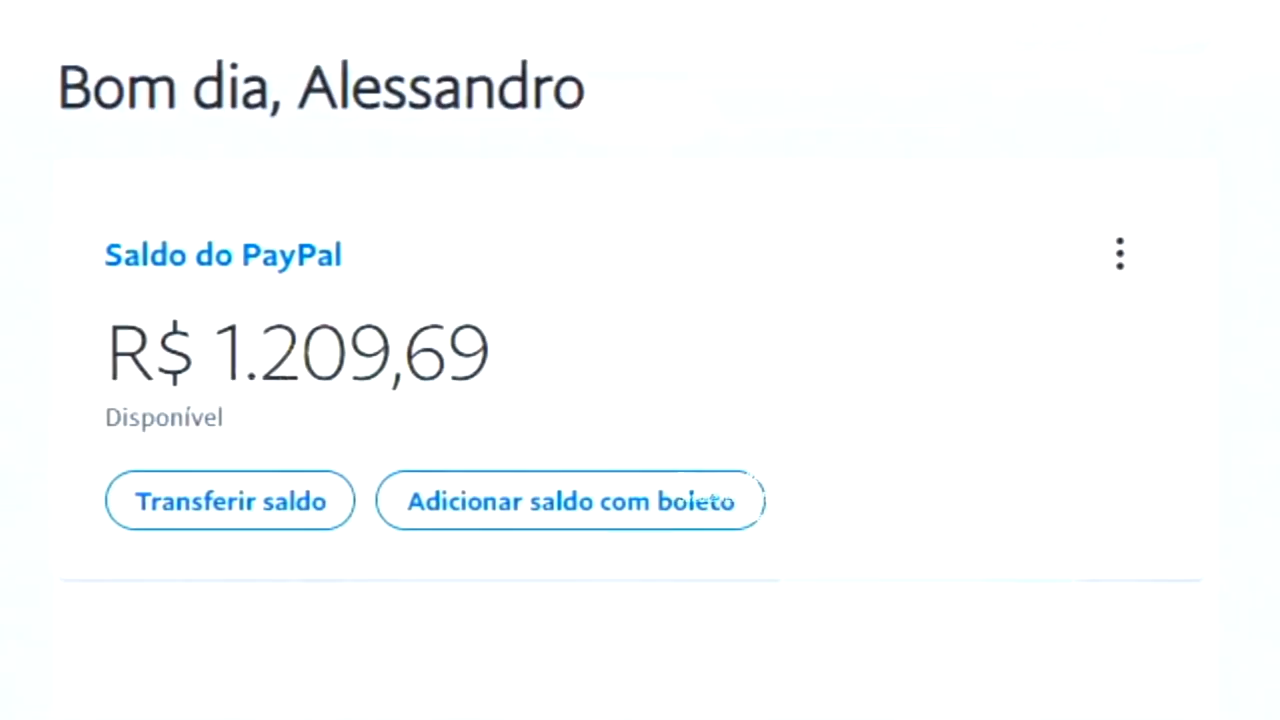 Bom dia, Alessandro
Saldo do PayPal
R$ 1.209,69
Disponível
Transferir saldo
Adicionar saldo com boleto